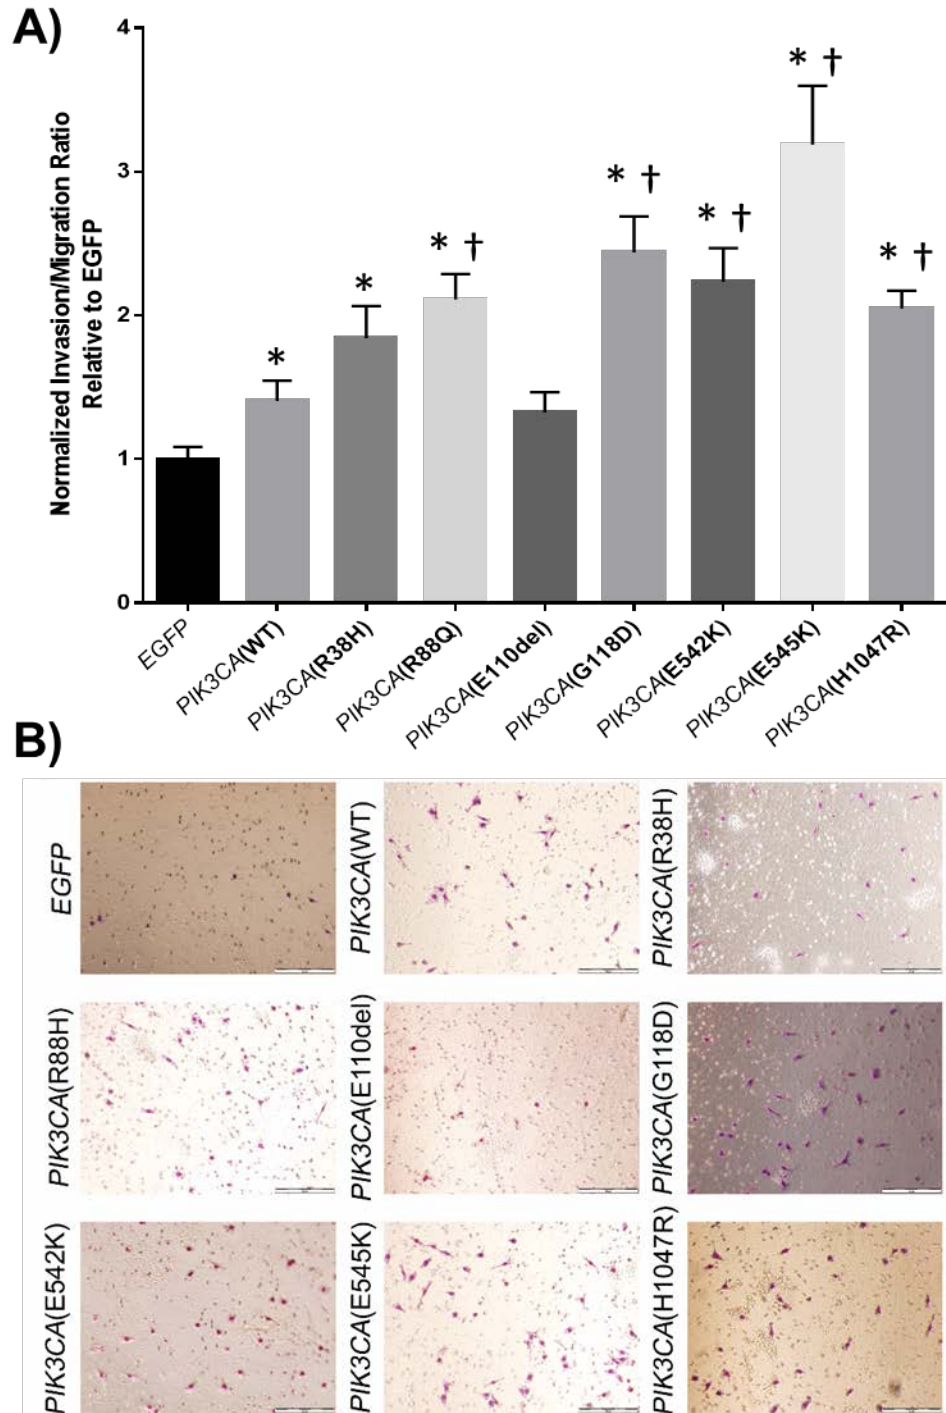 A)
Normalized Invasion/Migration Ratio
Relative to EGFP
4
3
2
1
0
* 
*
* †
* †
* †
* †
* †
EGFP
PIK3CA(WT)
PIK3CA(R38H)
PIK3CA(R88Q)
PIK3CA(E110del)
PIK3CA(G118D)
PIK3CA(E542K)
PIK3CA(E545K)
PIK3CA(H1047R)
B)
EGFP
PIK3CA(WT)
PIK3CA(R38H)
PIK3CA(R88H)
PIK3CA(E110del)
PIK3CA(G118D)
PIK3CA(E542K)
PIK3CA(E545K)
PIK3CA(H1047R)